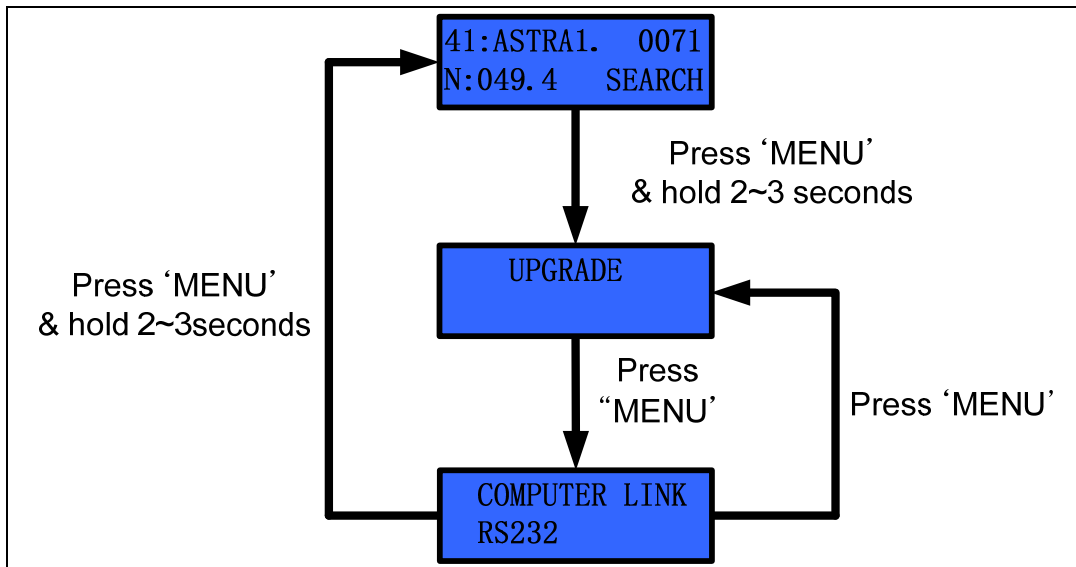 41:ASTRA1. 0071
N:049.4 SEARCH
Press ‘MENU’
& hold 2~3 seconds
UPGRADE
Press ‘MENU’
& hold 2~3seconds
Press
“MENU’
Press ‘MENU’
COMPUTER LINK
RS232